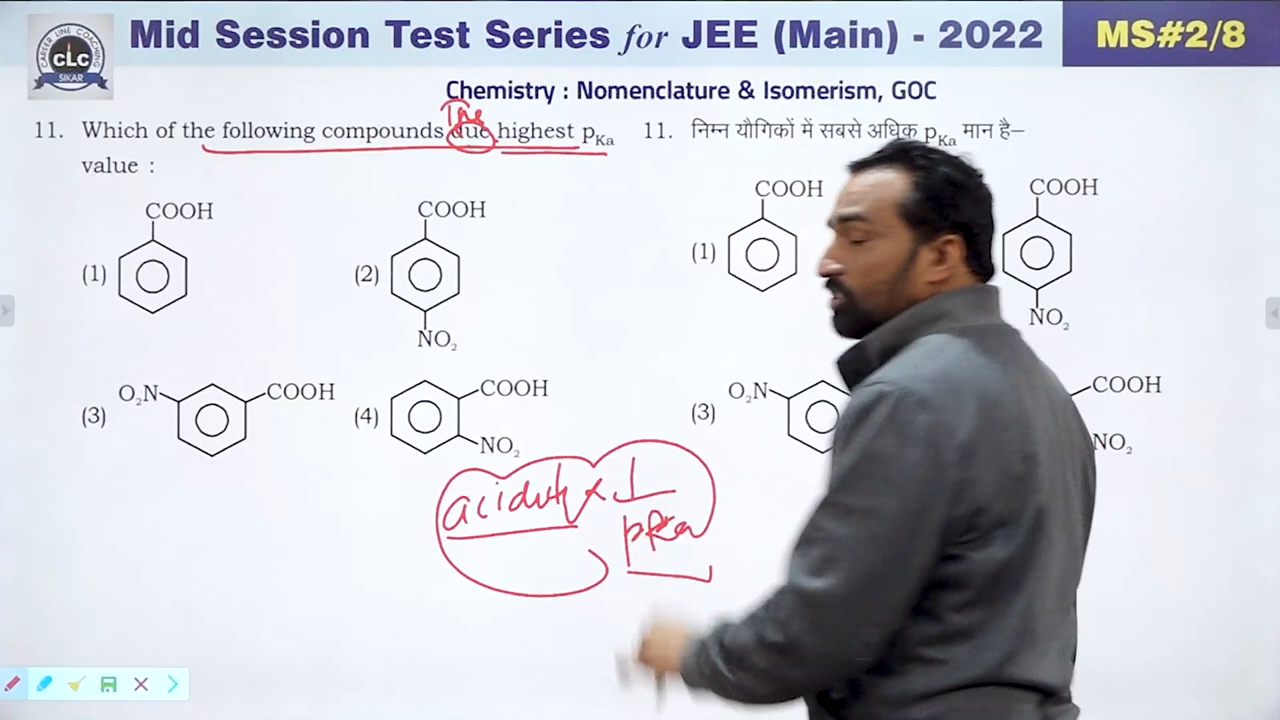 CAREER LINE COACHING
CLC
SIKAR
Mid Session Test Series for JEE (Main) - 2022
MS#2/8
Chemistry : Nomenclature & Isomerism, GOC
The
11. Which of the following compounds due highest pKa
value :
11. निम्न यौगिकों में सबसे अधिक pKa मान है–
COOH
(1)
COOH
(2)
NO2
O2N
COOH
(3)
COOH
(4)
NO2
COOH
(1)
COOH
NO2
O2N
(3)
COOH
NO2
acidity ∝ 1
pKa